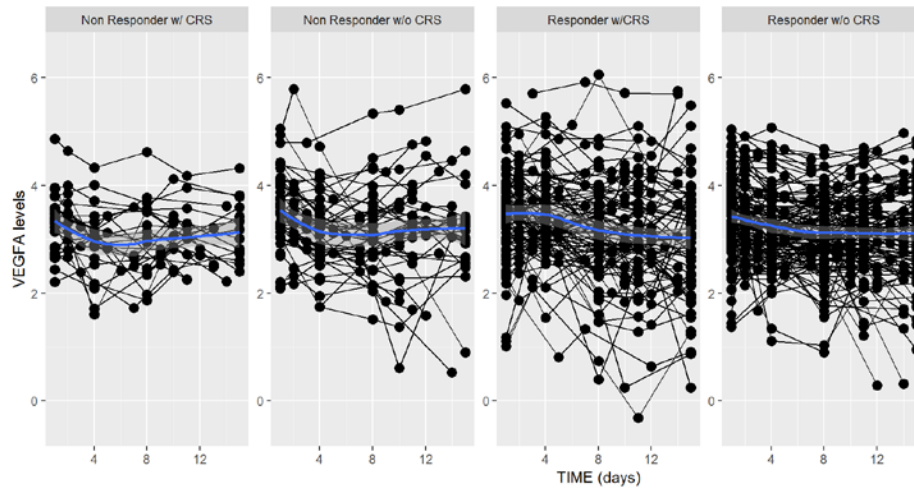 Non Responder w/ CRS
Non Responder w/o CRS
Responder w/CRS
Responder w/o CRS
VEGFA levels
6
4
2
0
6
4
2
0
6
4
2
0
6
4
2
0
4 8 12
4 8 12
4 8 12
4 8 12
TIME (days)